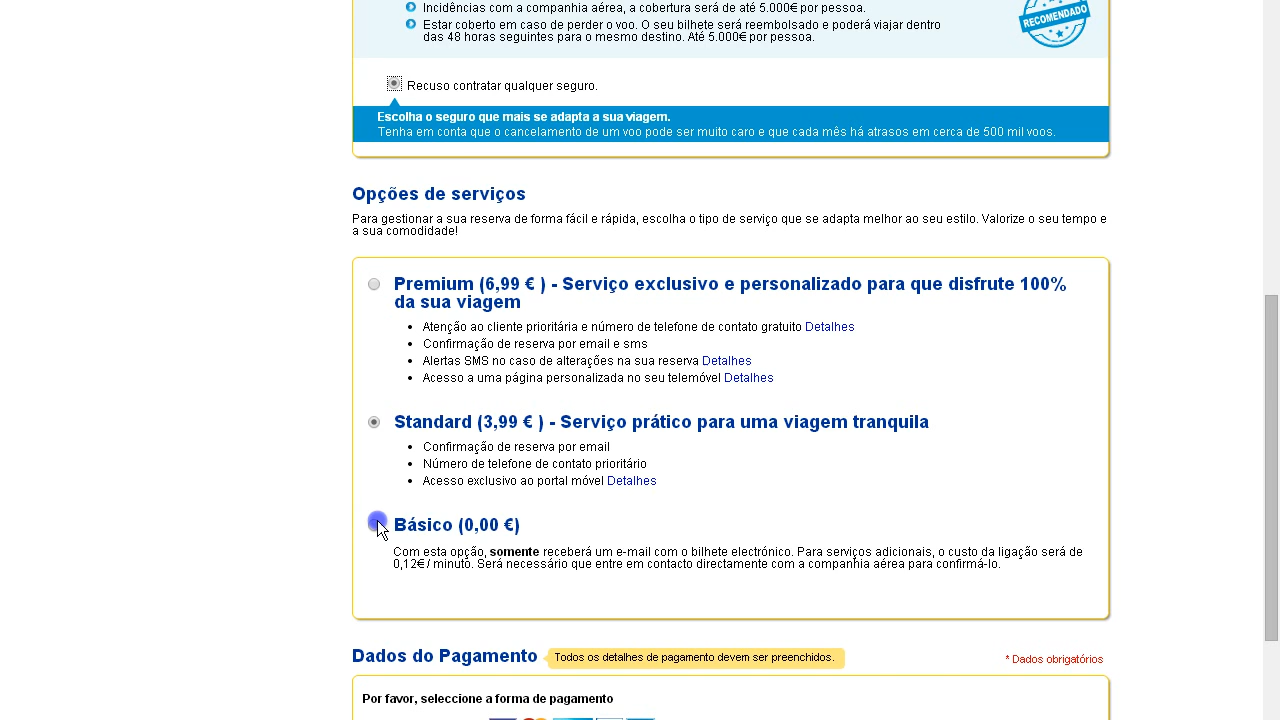 Incidências com a companhia aérea, a cobertura será de até 5.000€ por pessoa.
Estar coberto em caso de perder o voo. O seu bilhete será reembolsado e poderá viajar dentro
das 48 horas seguintes para o mesmo destino. Até 5.000€ por pessoa.
RECOMENDADO
Recuso contratar qualquer seguro.
Escolha o seguro que mais se adapta a sua viagem.
Tenha em conta que o cancelamento de um voo pode ser muito caro e que cada mês há atrasos em cerca de 500 mil voos.
Opções de serviços
Para gestionar a sua reserva de forma fácil e rápida, escolha o tipo de serviço que se adapta melhor ao seu estilo. Valorize o seu tempo e
a sua comodidade!
Premium (6,99 € ) - Serviço exclusivo e personalizado para que disfrute 100%
da sua viagem
Atenção ao cliente prioritária e número de telefone de contato gratuito Detalhes
Confirmação de reserva por email e sms
Alertas SMS no caso de alterações na sua reserva Detalhes
Acesso a uma página personalizada no seu telemóvel Detalhes
Standard (3,99 € ) - Serviço prático para uma viagem tranquila
Confirmação de reserva por email
Número de telefone de contato prioritário
Acesso exclusivo ao portal móvel Detalhes
Básico (0,00 €)
Com esta opção, somente receberá um e-mail com o bilhete electrónico. Para serviços adicionais, o custo da ligação será de
0,12€ / minuto. Será necessário que entre em contacto directamente com a companhia aérea para confirmá-lo.
Dados do Pagamento
Todos os detalhes de pagamento devem ser preenchidos.
* Dados obrigatórios
Por favor, seleccione a forma de pagamento